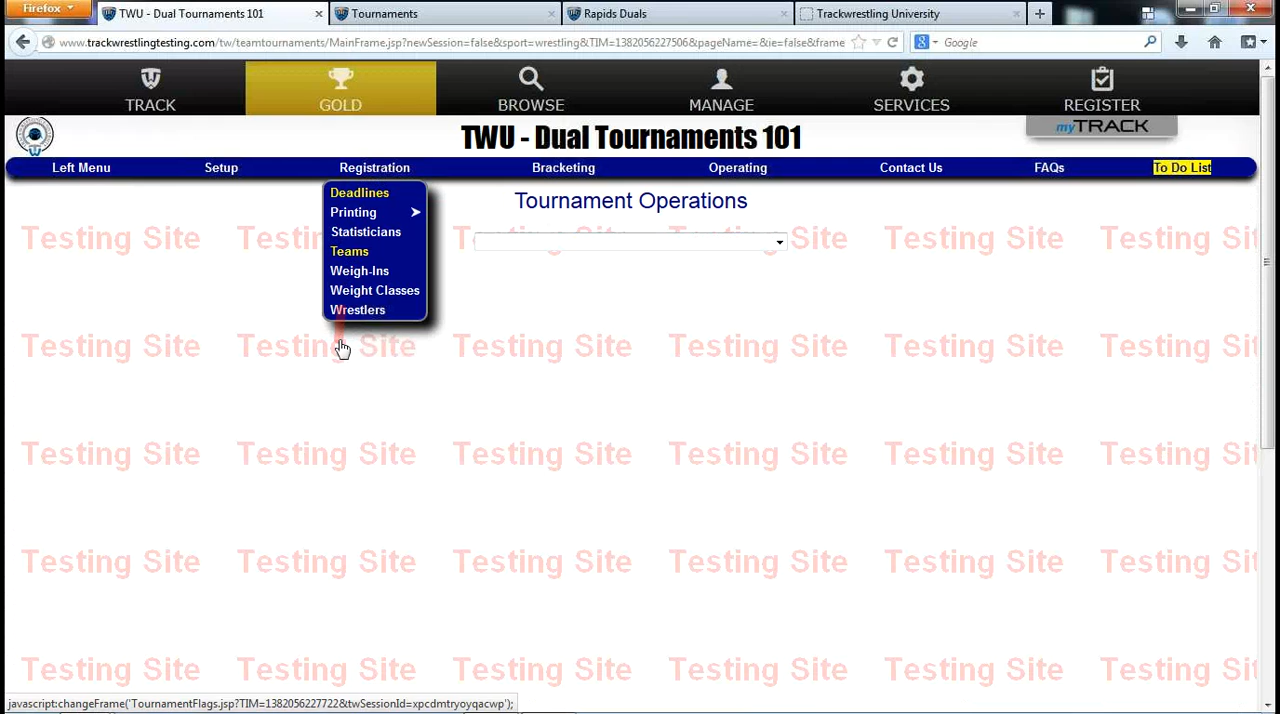 Firefox
TWU - Dual Tournaments 101
Tournaments
Rapids Duals
Trackwrestling University
www.trackwrestlingtesting.com/tw/teamtournaments/MainFrame.jsp?newSession=false&sport=wrestling&TIM=1382056227506&pageName=&ie=false&frame
Google
TRACK
GOLD
BROWSE
MANAGE
SERVICES
REGISTER
TWU - Dual Tournaments 101
myTRACK
Left Menu
Setup
Registration
Bracketing
Operating
Contact Us
FAQs
To Do List
Deadlines
Printing
Statisticians
Teams
Weigh-Ins
Weight Classes
Wrestlers
Tournament Operations
Testing Site Site Testing Site Testing Site
Testing Site Testing Site Testing Site Testing Site Testing Site Testing Site
Testing Site Testing Site Testing Site Testing Site Testing Site Testing Site
Testing Site Testing Site Testing Site Testing Site Testing Site Testing Site
Testing Site Testing Site Testing Site Testing Site Testing Site Testing Site
javascript:changeFrame('TournamentFlags.jsp?TIM=1382056227722&twSessionId=xpcdmtryoyqacwp');